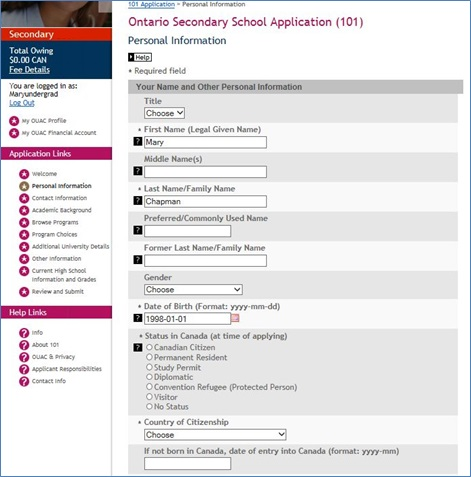 Secondary
Total Owing
$0.00 CAN
Fee Details
You are logged in as:
Maryundergrad
Log Out
My OUAC Profile
My OUAC Financial Account
Application Links
Welcome
Personal Information
Contact Information
Academic Background
Browse Programs
Program Choices
Additional University Details
Other Information
Current High School
Information and Grades
Review and Submit
Help Links
? Info
? About 101
? OUAC & Privacy
? Applicant Responsibilities
? Contact Info
101 Application > Personal Information
Ontario Secondary School Application (101)
Personal Information
Help
* Required field
Your Name and Other Personal Information
Title
Choose
* First Name (Legal Given Name)
? Mary
Middle Name(s)
?
* Last Name/Family Name
? Chapman
Preferred/Commonly Used Name
?
Former Last Name/Family Name
?
Gender
Choose
* Date of Birth (Format: yyyy-mm-dd)
? 1998-01-01
* Status in Canada (at time of applying)
? Canadian Citizen
Permanent Resident
Study Permit
Diplomatic
Convention Refugee (Protected Person)
Visitor
No Status
* Country of Citizenship
Choose
If not born in Canada, date of entry into Canada (format: yyyy-mm)